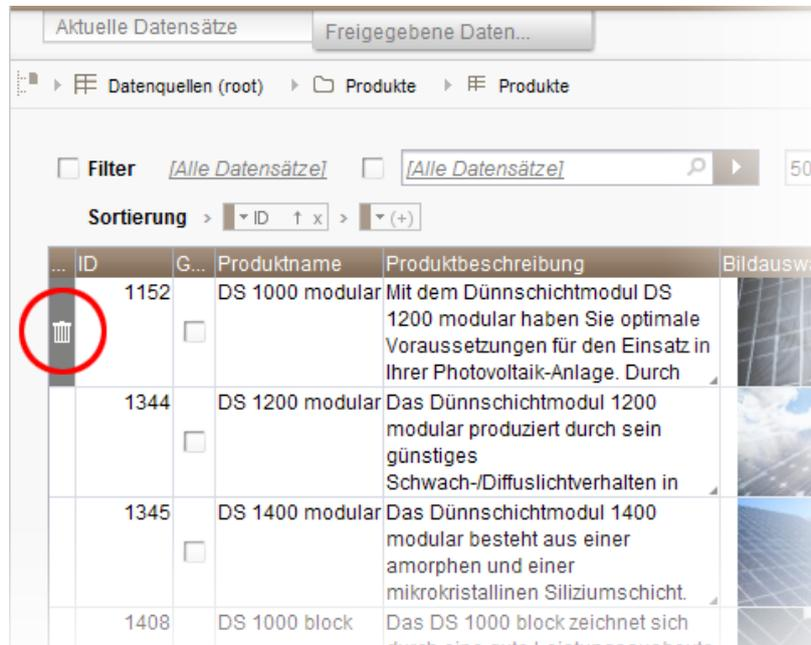 Aktuelle Datensätze Freigegebene Daten...
Datenquellen (root) Produkte Produkte
Filter [Alle Datensätze] [Alle Datensätze] 50
Sortierung > ID ↑ x > (+)
... ID G... Produktname Produktbeschreibung Bildausw
1152 DS 1000 modular Mit dem Dünnschichtmodul DS
1200 modular haben Sie optimale
Voraussetzungen für den Einsatz in
Ihrer Photovoltaik-Anlage. Durch
1344 DS 1200 modular Das Dünnschichtmodul 1200
modular produziert durch sein
günstiges
Schwach-/Diffuslichtverhalten in
1345 DS 1400 modular Das Dünnschichtmodul 1400
modular besteht aus einer
amorphen und einer
mikrokristallinen Siliziumschicht.
1408 DS 1000 block Das DS 1000 block zeichnet sich